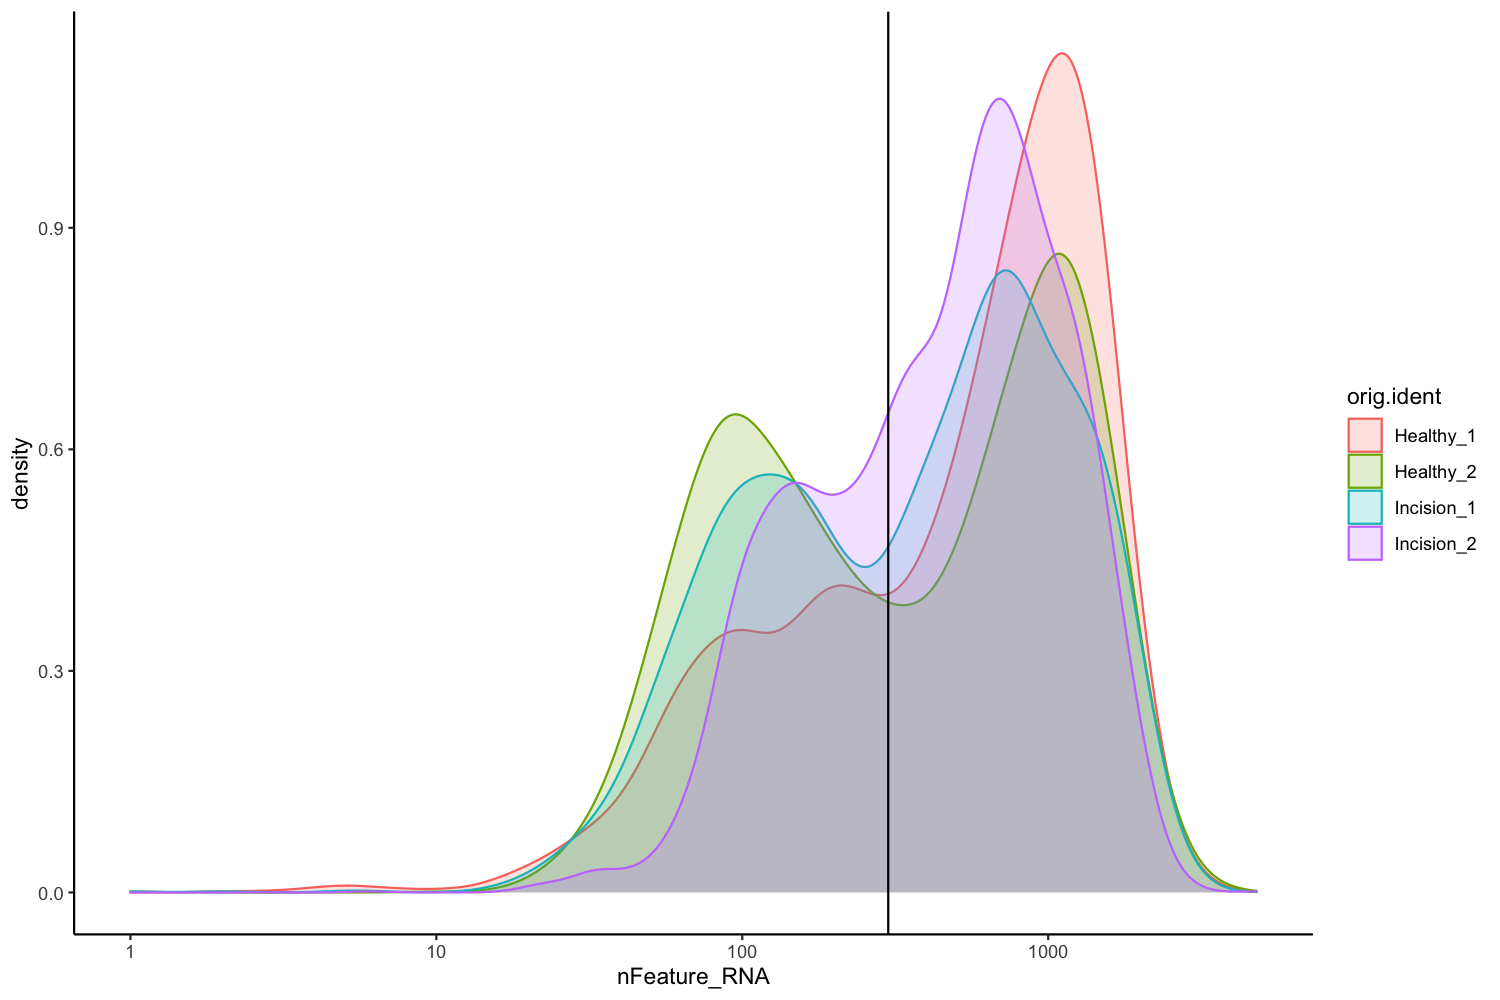 density
0.9
0.6
0.3
0.0
1
10
100
1000
nFeature_RNA
orig.ident
Healthy_1
Healthy_2
Incision_1
Incision_2